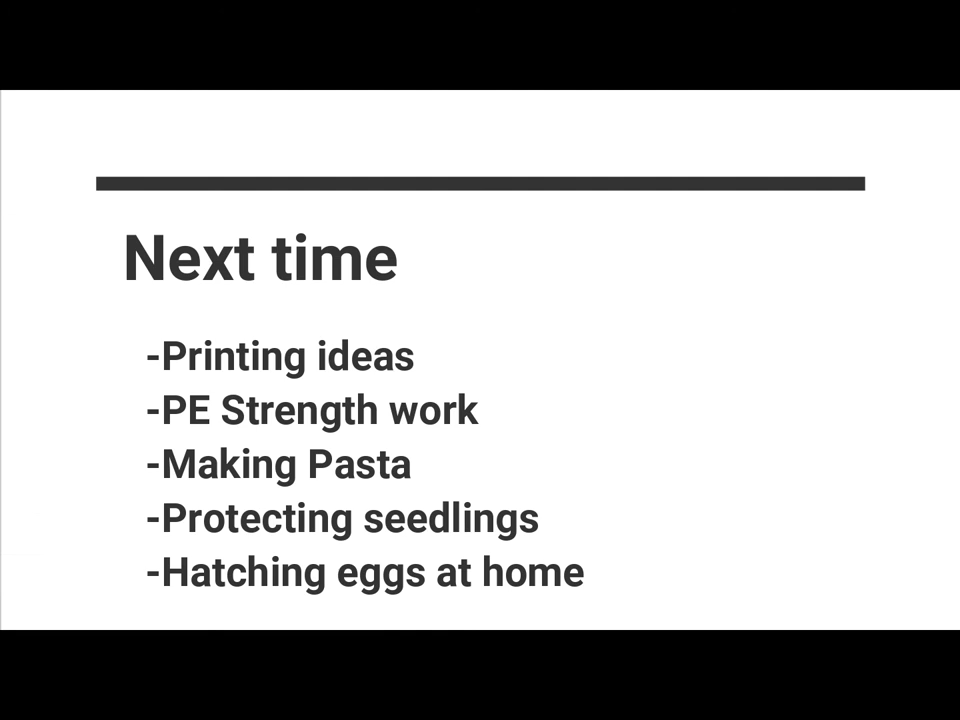 Next time
-Printing ideas
-PE Strength work
-Making Pasta
-Protecting seedlings
-Hatching eggs at home